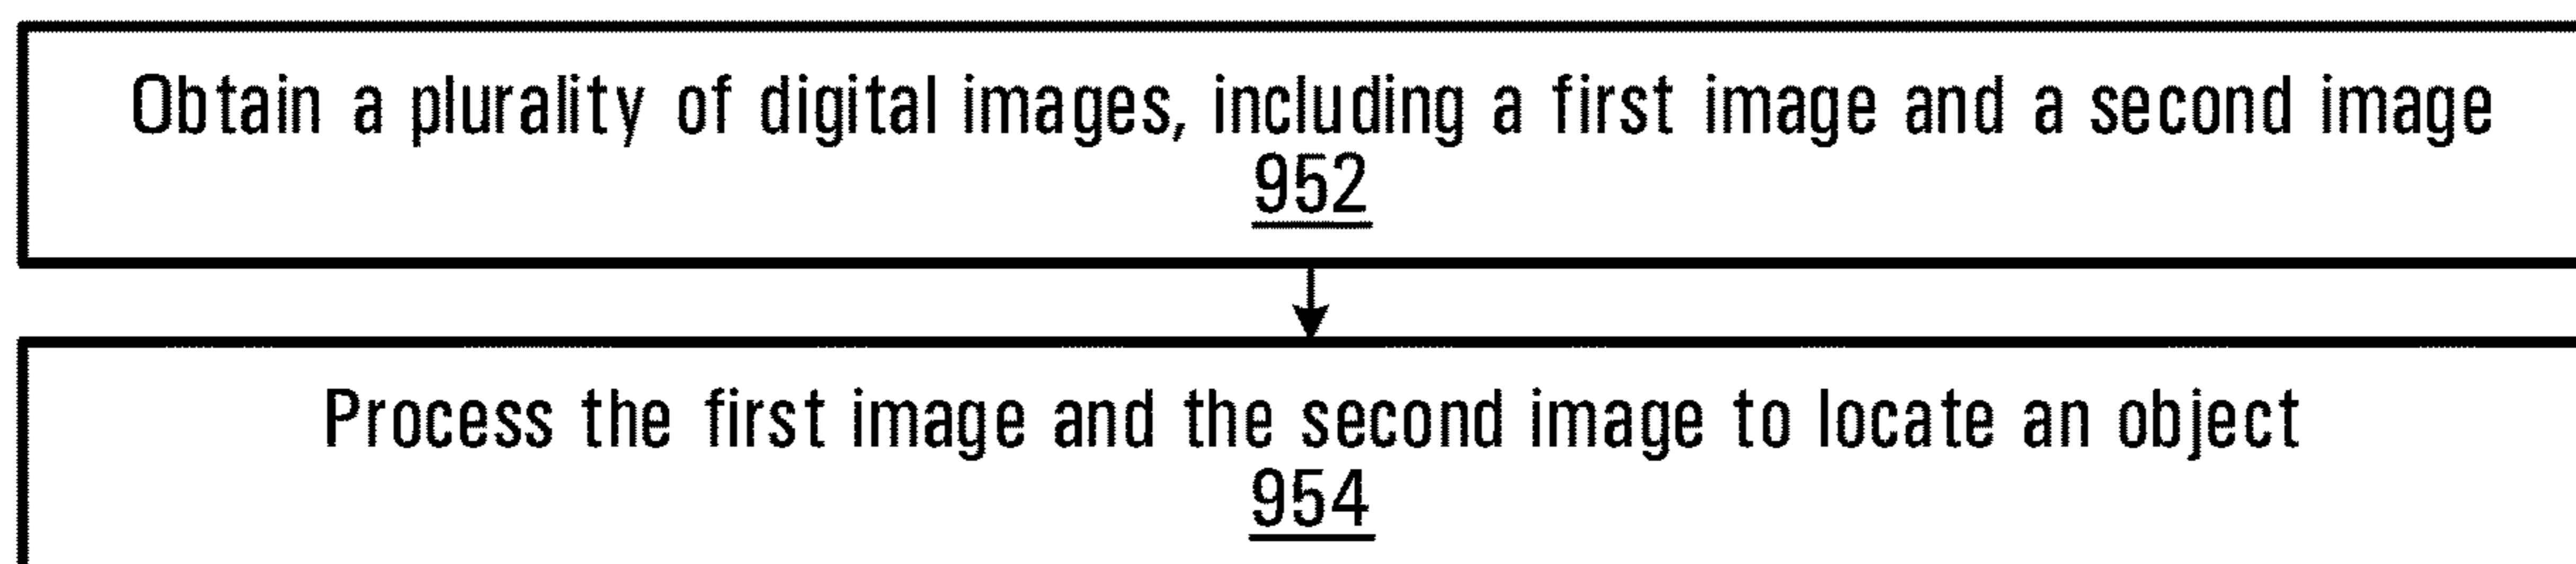 Obtain a plurality of digital images, including a first image and a second image
952
Process the first image and the second image to locate an object
954